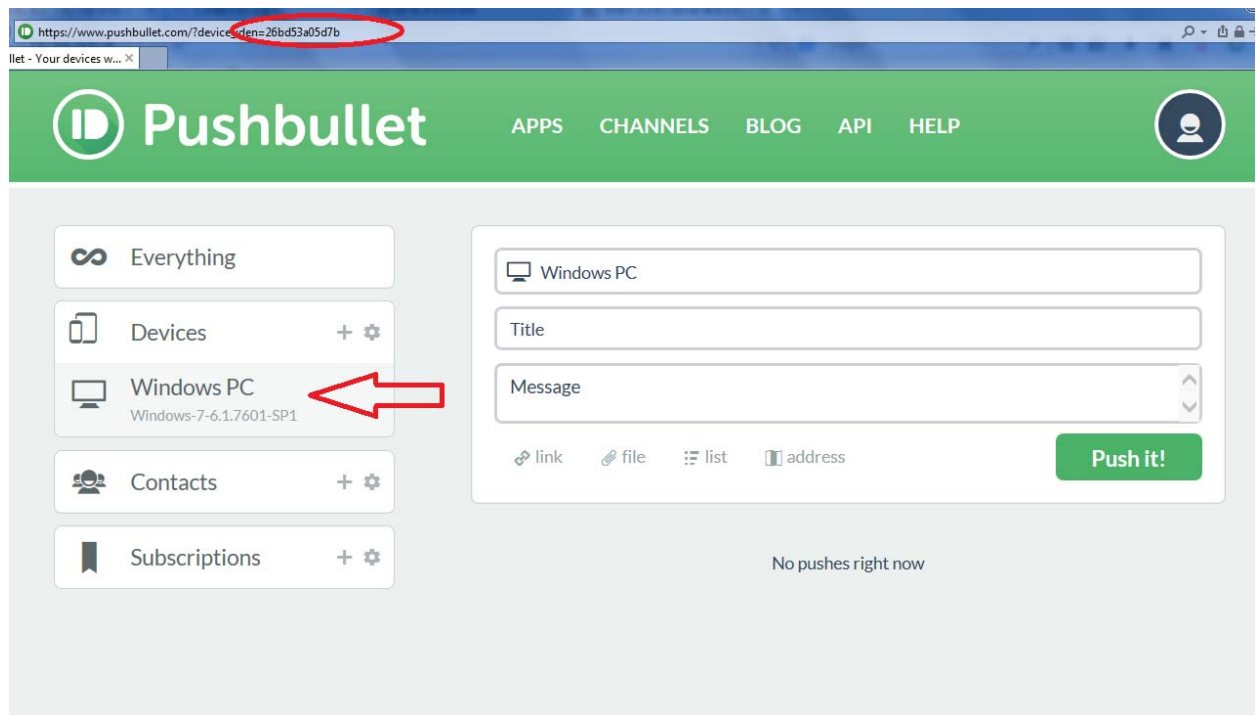 https://www.pushbullet.com/?device_iden=26bd53a05d7b
llet - Your devices w...
Pushbullet
APPS CHANNELS BLOG API HELP
Everything
Devices
Windows PC
Windows-7-6.1.7601-SP1
Contacts
Subscriptions
Windows PC
Title
Message
link file list address
Push it!
No pushes right now